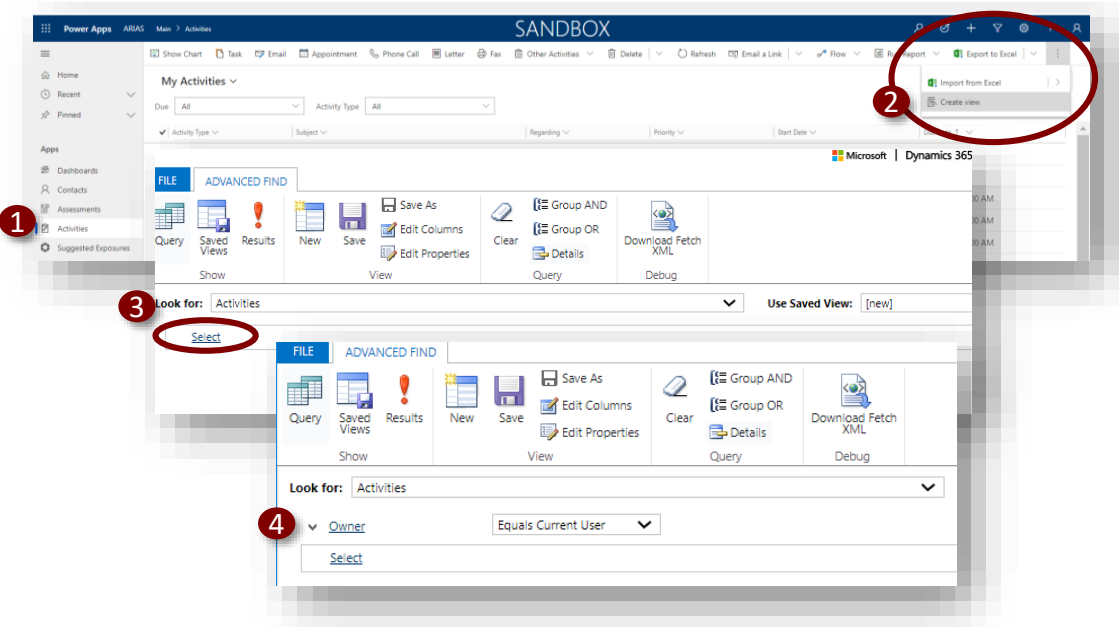 Power Apps ARIAS Main > Activities SANDBOX
Show Chart Task Email Appointment Phone Call Letter Fax Other Activities Delete Refresh Email a Link Flow Export to Excel
Home
Recent
Pinned
Apps
Dashboards
Contacts
Assessments
1 Activities
Suggested Exposures
My Activities
Due All Activity Type All
Activity Type Subject Regarding Priority Start Date
2
Import from Excel
Create view
Microsoft | Dynamics 365
00 AM
00 AM
00 AM
FILE ADVANCED FIND
Query Saved Views Results New Save Save As Edit Columns Edit Properties Clear Group AND Group OR Details Download Fetch XML
Show View Query Debug
3 Look for: Activities Use Saved View: [new]
Select
FILE ADVANCED FIND
Query Saved Views Results New Save Save As Edit Columns Edit Properties Clear Group AND Group OR Details Download Fetch XML
Show View Query Debug
Look for: Activities
4 Owner Equals Current User
Select